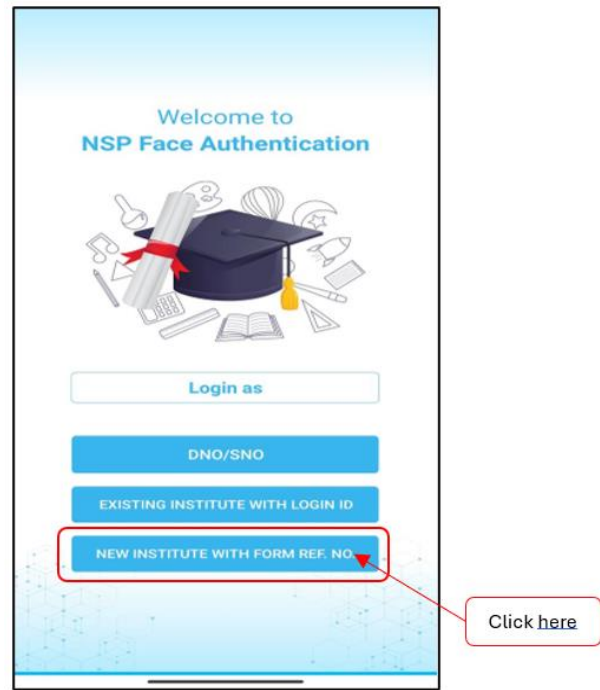 Welcome to
NSP Face Authentication
Login as
DNO/SNO
EXISTING INSTITUTE WITH LOGIN ID
NEW INSTITUTE WITH FORM REF. NO.
Click here